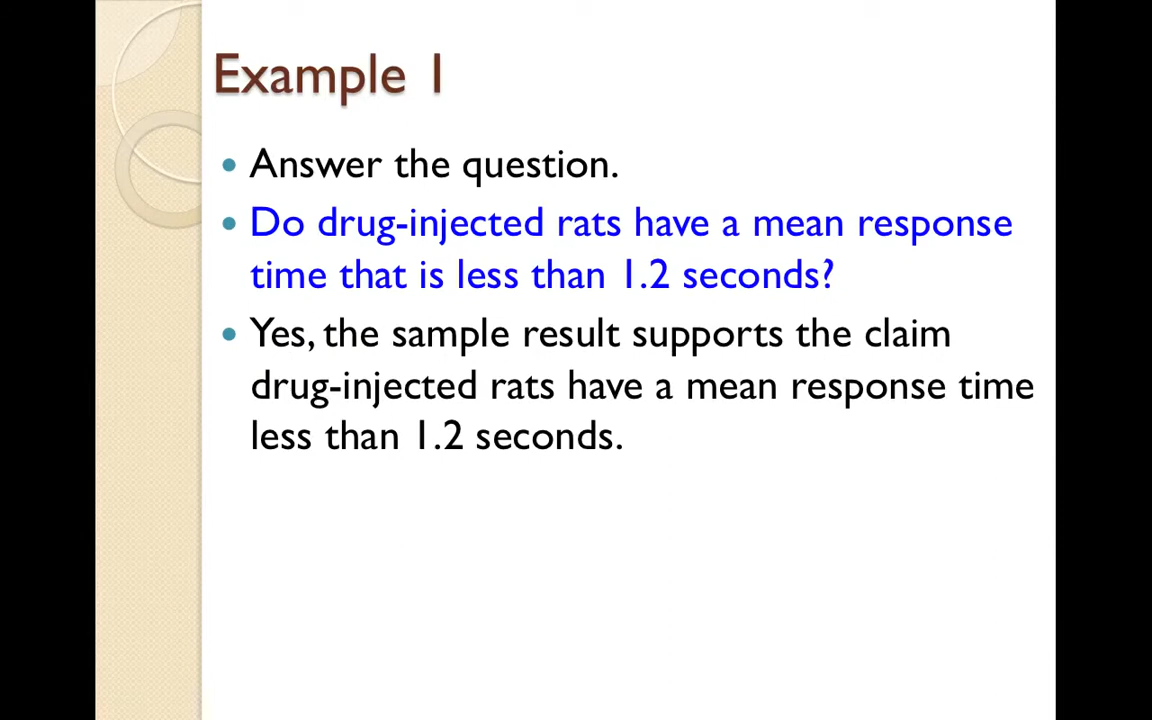 Example 1
Answer the question.
Do drug-injected rats have a mean response
time that is less than 1.2 seconds?
Yes, the sample result supports the claim
drug-injected rats have a mean response time
less than 1.2 seconds.